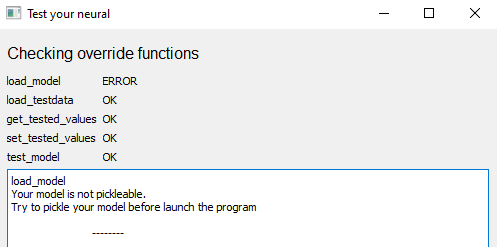 Test your neural
Checking override functions
load_model ERROR
load_testdata OK
get_tested_values OK
set_tested_values OK
test_model OK
load_model
Your model is not pickleable.
Try to pickle your model before launch the program
--------